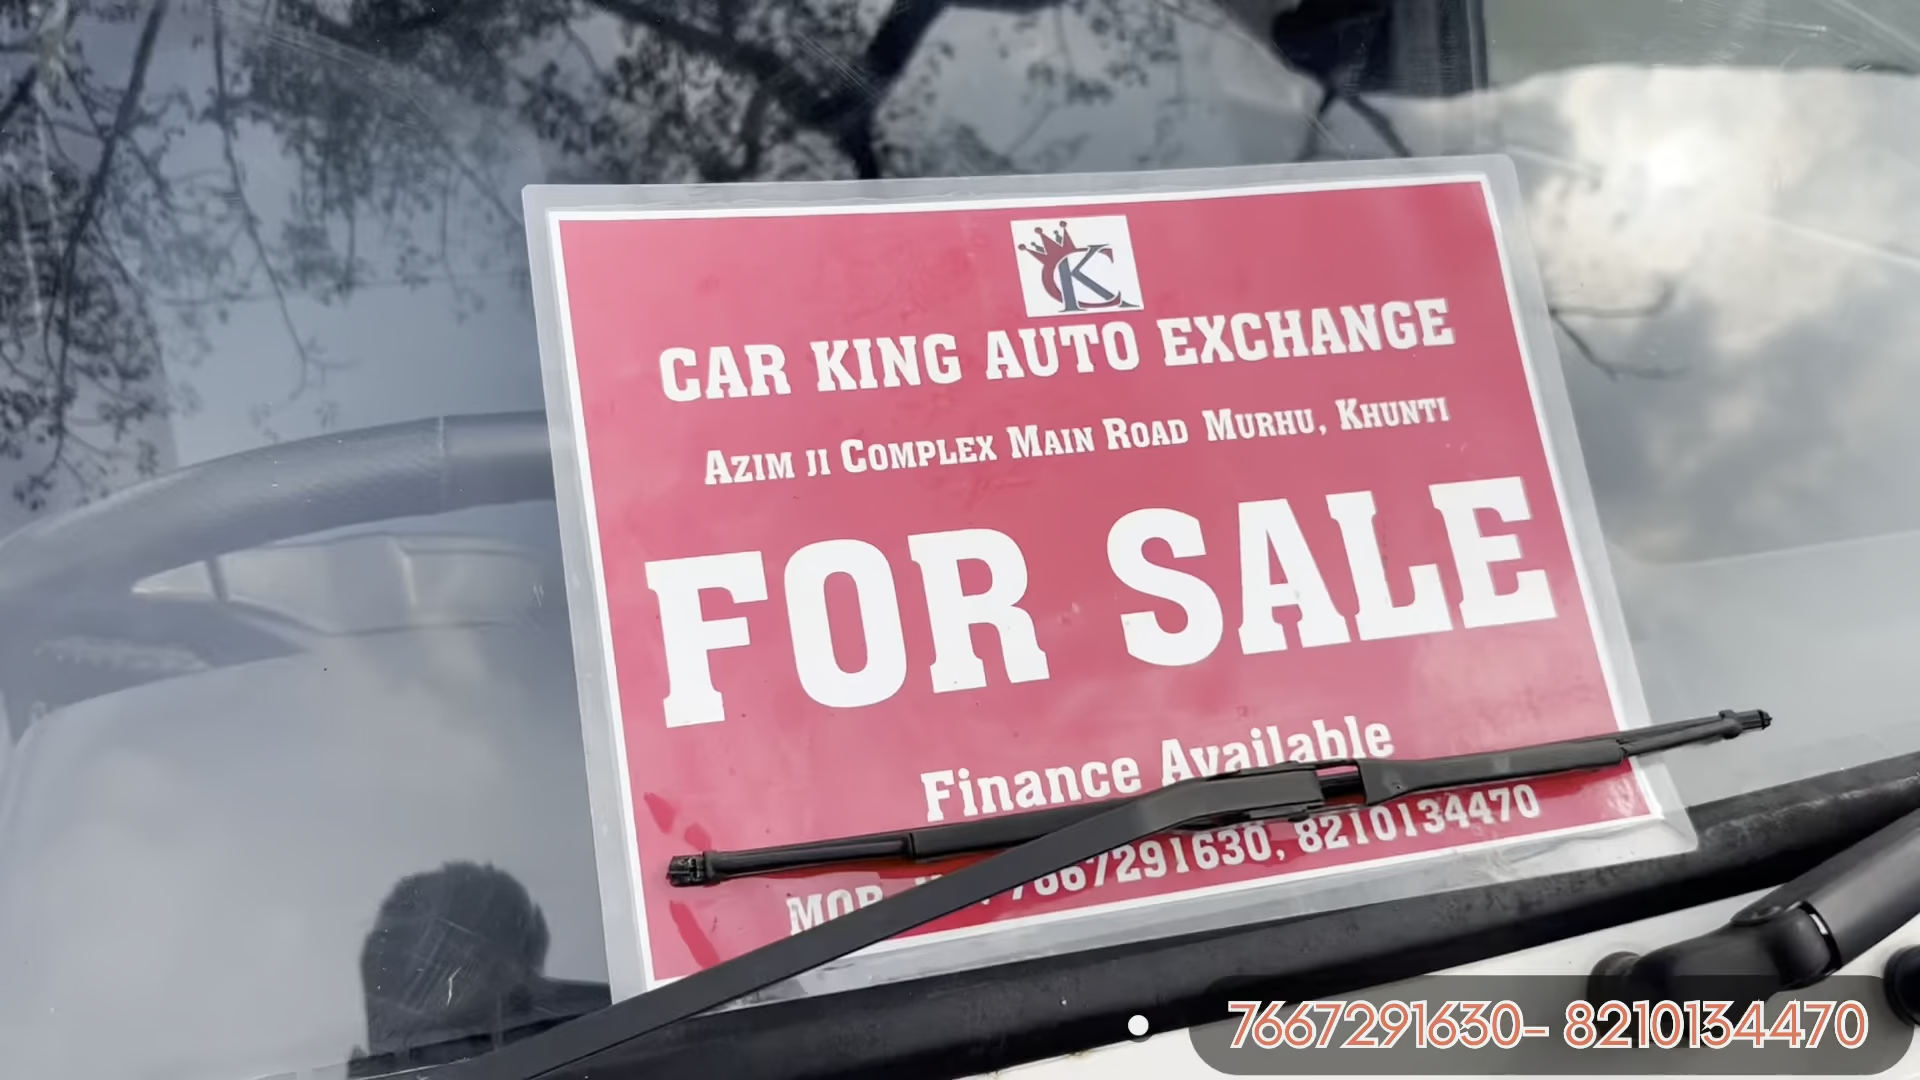 CK
CAR KING AUTO EXCHANGE
AZIM JI COMPLEX MAIN ROAD MURHU, KHUNTI
FOR SALE
Finance Available
7667291630, 8210134470
7667291630- 8210134470